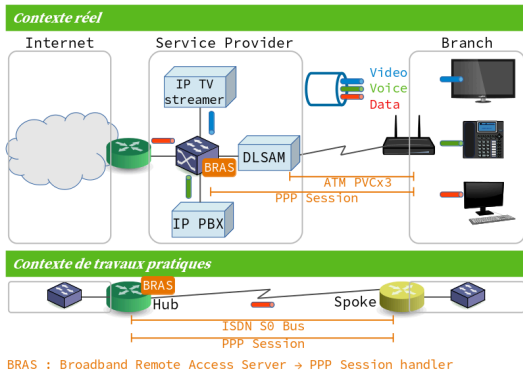 Contexte réel
Internet
Service Provider
Branch
IP TV
streamer
Video
Voice
Data
DLSAM
BRAS
ATM PVCx3
PPP Session
IP PBX
Contexte de travaux pratiques
BRAS
Hub
Spoke
ISDN S0 Bus
PPP Session
BRAS : Broadband Remote Access Server → PPP Session handler